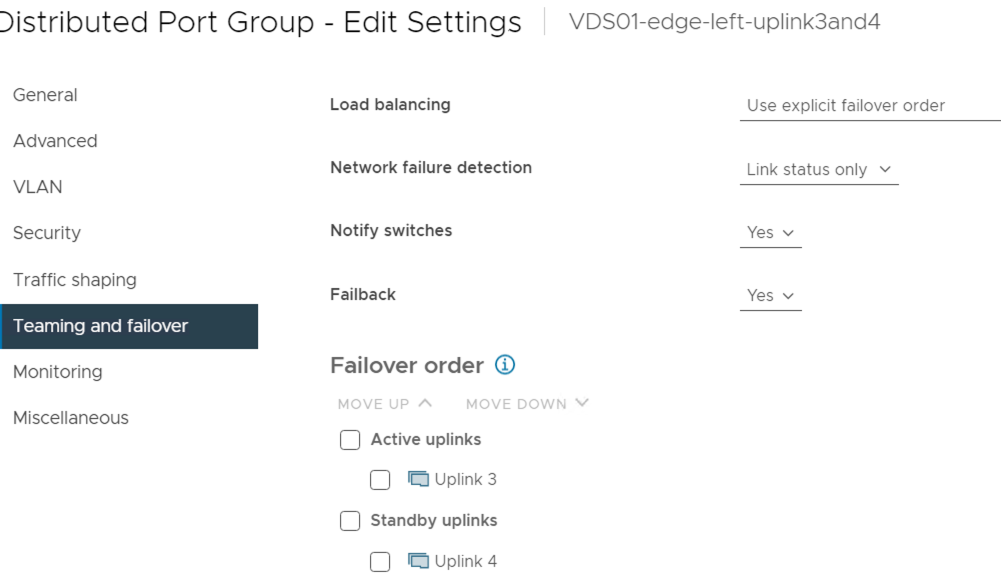 Distributed Port Group - Edit Settings VDS01-edge-left-uplink3and4
General
Advanced
VLAN
Security
Traffic shaping
Teaming and failover
Monitoring
Miscellaneous
Load balancing Use explicit failover order
Network failure detection Link status only
Notify switches Yes
Failback Yes
Failover order
MOVE UP MOVE DOWN
Active uplinks
Uplink 3
Standby uplinks
Uplink 4